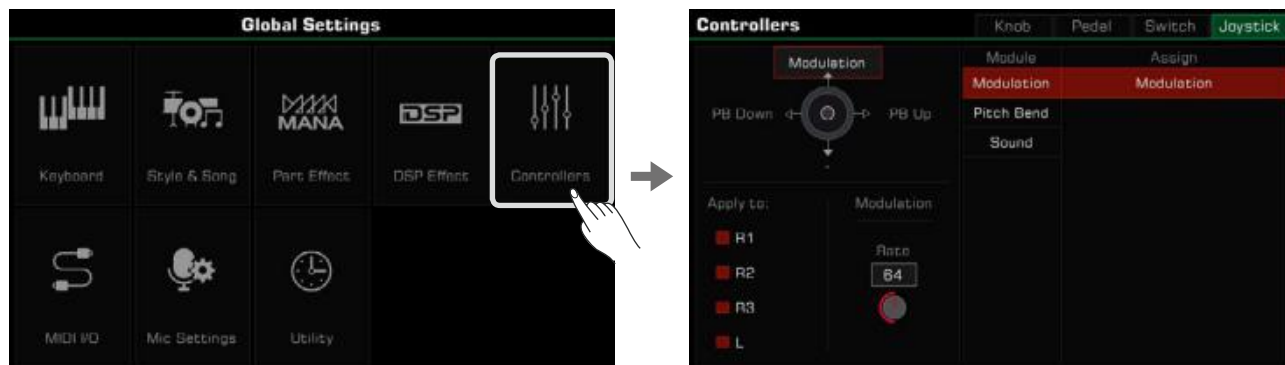 Global Settings
Keyboard
Style & Song
MANA
Part Effect
DSP
DSP Effect
Controllers
MIDI I/O
Mic Settings
Utility
Controllers
Knob
Pedal
Switch
Joystick
Modulation
PB Down
PB Up
-
Apply to:
R1
R2
R3
L
Modulation
Rate
64
Module Assign
Modulation Modulation
Pitch Bend
Sound